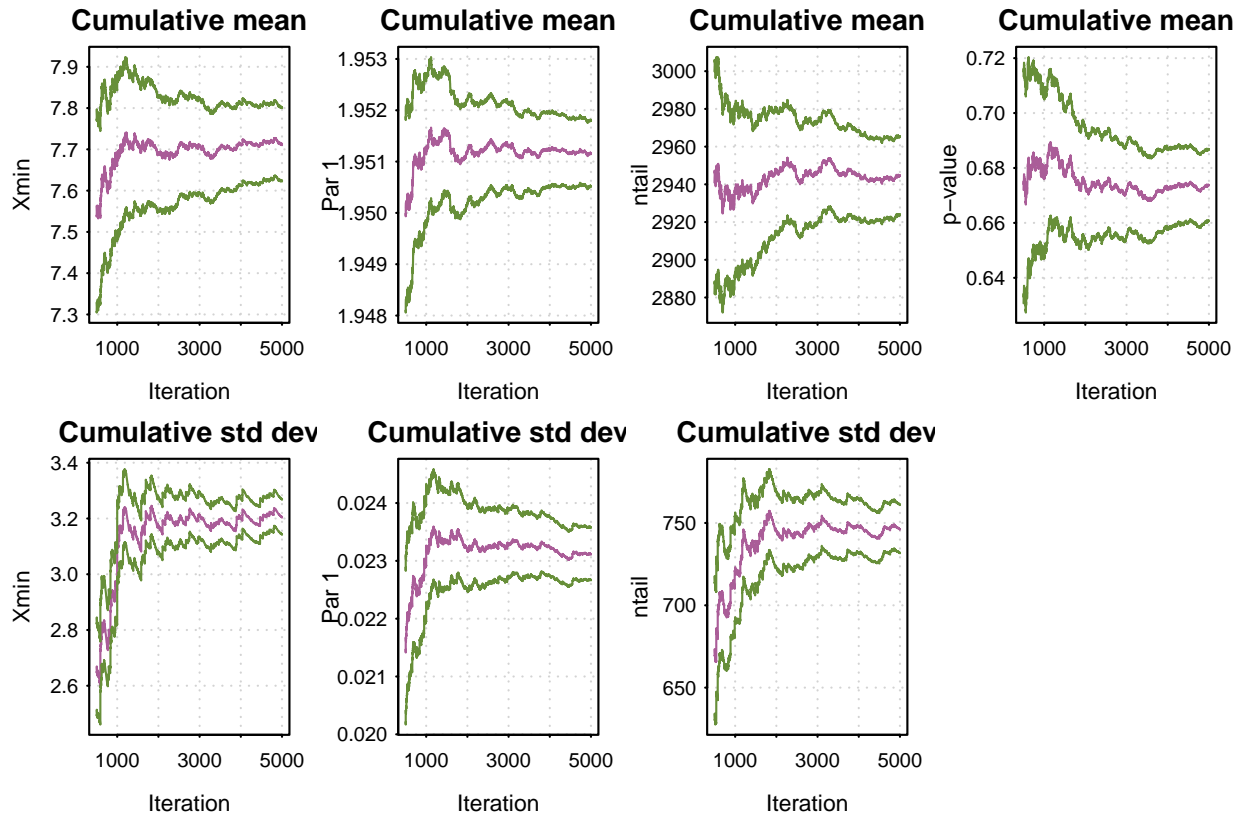 Cumulative mean
Xmin
7.9
7.8
7.7
7.6
7.5
7.4
7.3
1000 3000 5000
Iteration
Cumulative mean
Par 1
1.953
1.952
1.951
1.950
1.949
1.948
1000 3000 5000
Iteration
Cumulative mean
ntail
3000
2980
2960
2940
2920
2900
2880
1000 3000 5000
Iteration
Cumulative mean
p−value
0.72
0.70
0.68
0.66
0.64
1000 3000 5000
Iteration
Cumulative std dev
Xmin
3.4
3.2
3.0
2.8
2.6
1000 3000 5000
Iteration
Cumulative std dev
Par 1
0.024
0.023
0.022
0.021
0.020
1000 3000 5000
Iteration
Cumulative std dev
ntail
750
700
650
1000 3000 5000
Iteration